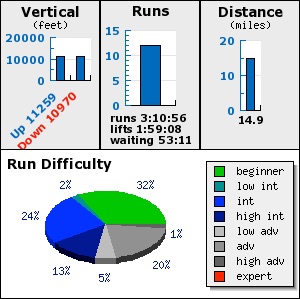 Vertical
(feet)
20000
10000
0
Up 11259
Down 10970
Runs
15
10
5
0
runs 3:10:56
lifts 1:59:08
waiting 53:11
Distance
(miles)
20
10
0
14.9
Run Difficulty
2%
32%
24%
1%
13%
5%
20%
beginner
low int
int
high int
low adv
adv
high adv
expert